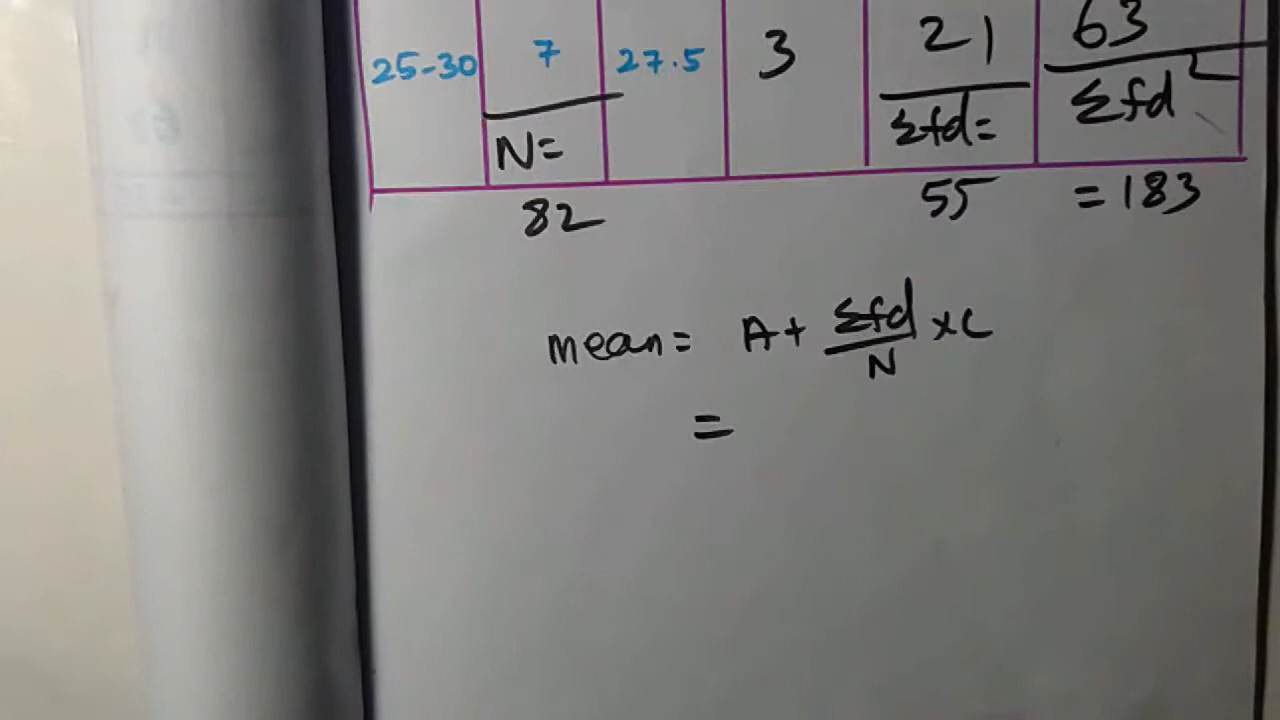 25-30 7 27.5 3 21 63
N= Σfd= Σfd²
82 55 =183
mean= A+ Σfd/N ×C
=